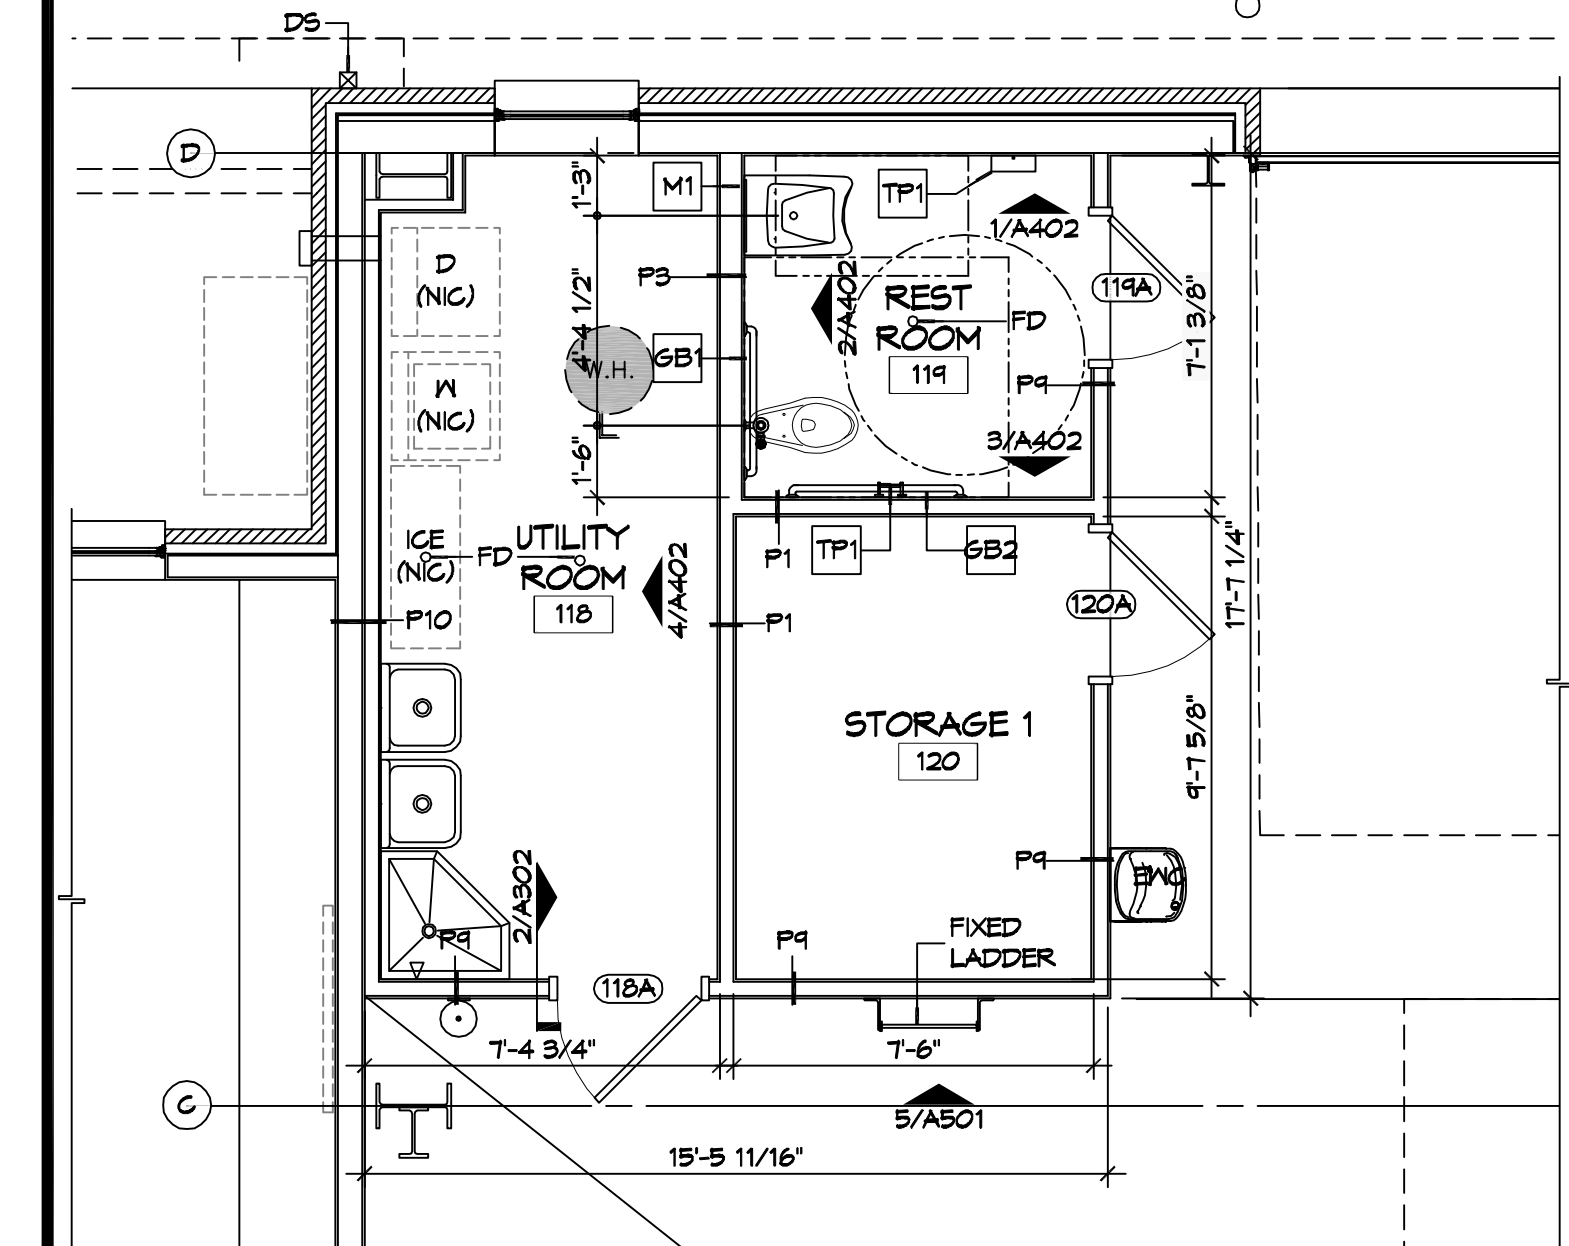 DS
D
1'-3"
M1
TP1
1/A402
D
(NIC)
P3
4'-4 1/2"
2/A402
REST
ROOM
119
FD
119A
7'-1 3/8"
W.H.
GB1
W
(NIC)
P9
3/A402
1'-6"
ICE
(NIC)
FD
UTILITY
ROOM
118
4/A402
P1
TP1
GB2
P10
P1
120A
17'-7 1/4"
STORAGE 1
120
9'-7 5/8"
P9
2/A302
P9
P9
FIXED
LADDER
118A
7'-4 3/4"
7'-6"
C
5/A501
15'-5 11/16"